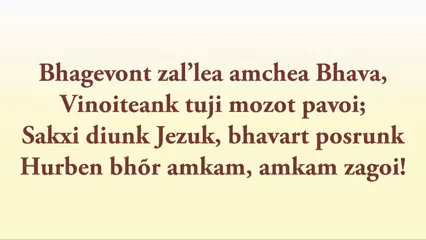 Bhagevont zal’lea amchea Bhava,
Vinoiteank tuji mozot pavoi;
Sakxi diunk Jezuk, bhavart posrunk
Hurben bhõr amkam, amkam zagoi!